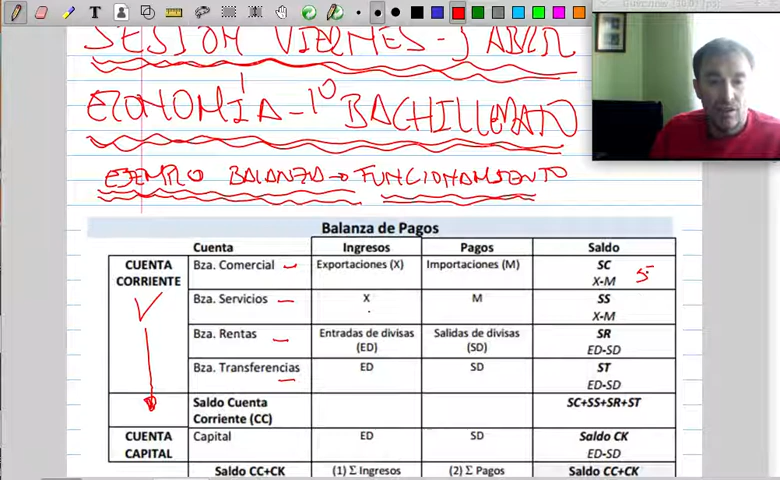 SESIÓN VIERNES - 1 ABRIL
ECONOMÍA - 1º BACHILLERATO
EJEMPLO BALANZA → FUNCIONAMIENTO
Balanza de Pagos
Cuenta Ingresos Pagos Saldo
CUENTA CORRIENTE Bza. Comercial Exportaciones (X) Importaciones (M) SC
X-M
Bza. Servicios X M SS
X-M
Bza. Rentas Entradas de divisas (ED) Salidas de divisas (SD) SR
ED-SD
Bza. Transferencias ED SD ST
ED-SD
Saldo Cuenta Corriente (CC) SC+SS+SR+ST
CUENTA CAPITAL Capital ED SD Saldo CK
ED-SD
Saldo CC+CK (1) Σ Ingresos (2) Σ Pagos Saldo CC+CK